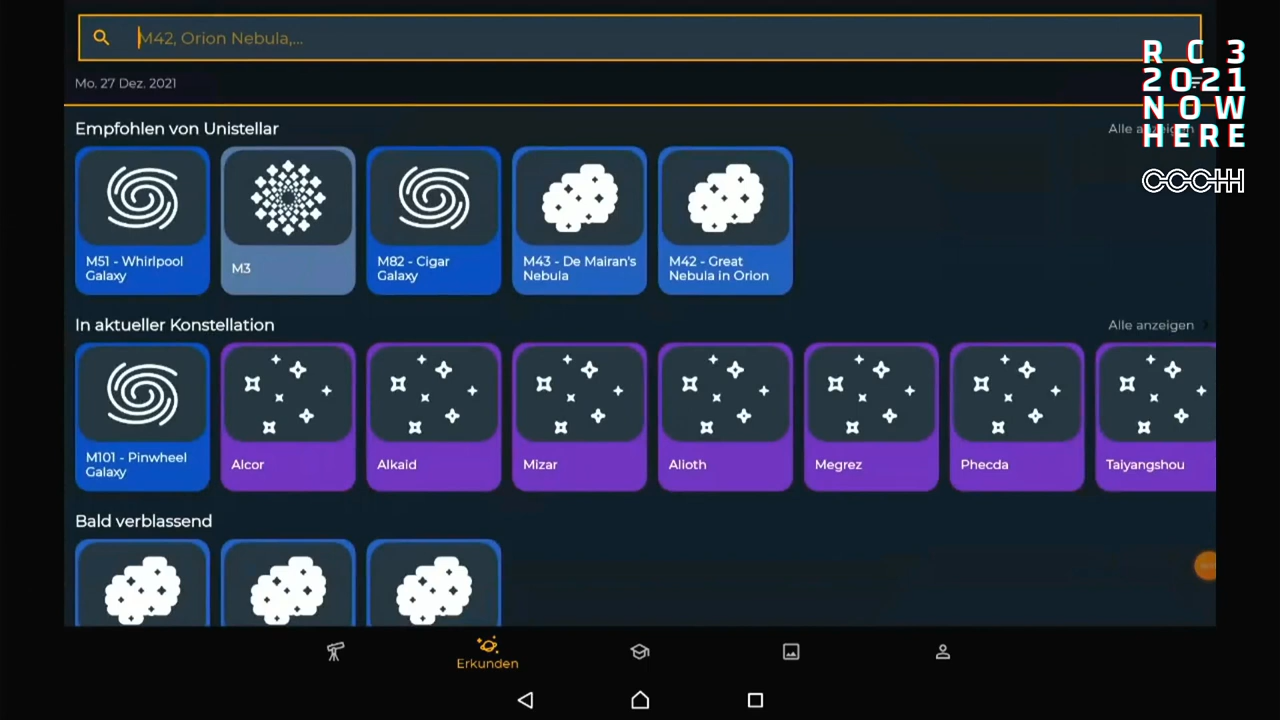 M42, Orion Nebula,...
R C 3
2021
NOW
HERE
Mo. 27 Dez. 2021
Empfohlen von Unistellar
Alle anzeigen
CCCHH
M51 - Whirlpool
Galaxy
M3
M82 - Cigar
Galaxy
M43 - De Mairan's
Nebula
M42 - Great
Nebula in Orion
In aktueller Konstellation
Alle anzeigen
M101 - Pinwheel
Galaxy
Alcor
Alkaid
Mizar
Alioth
Megrez
Phecda
Taiyangshou
Bald verblassend
Erkunden